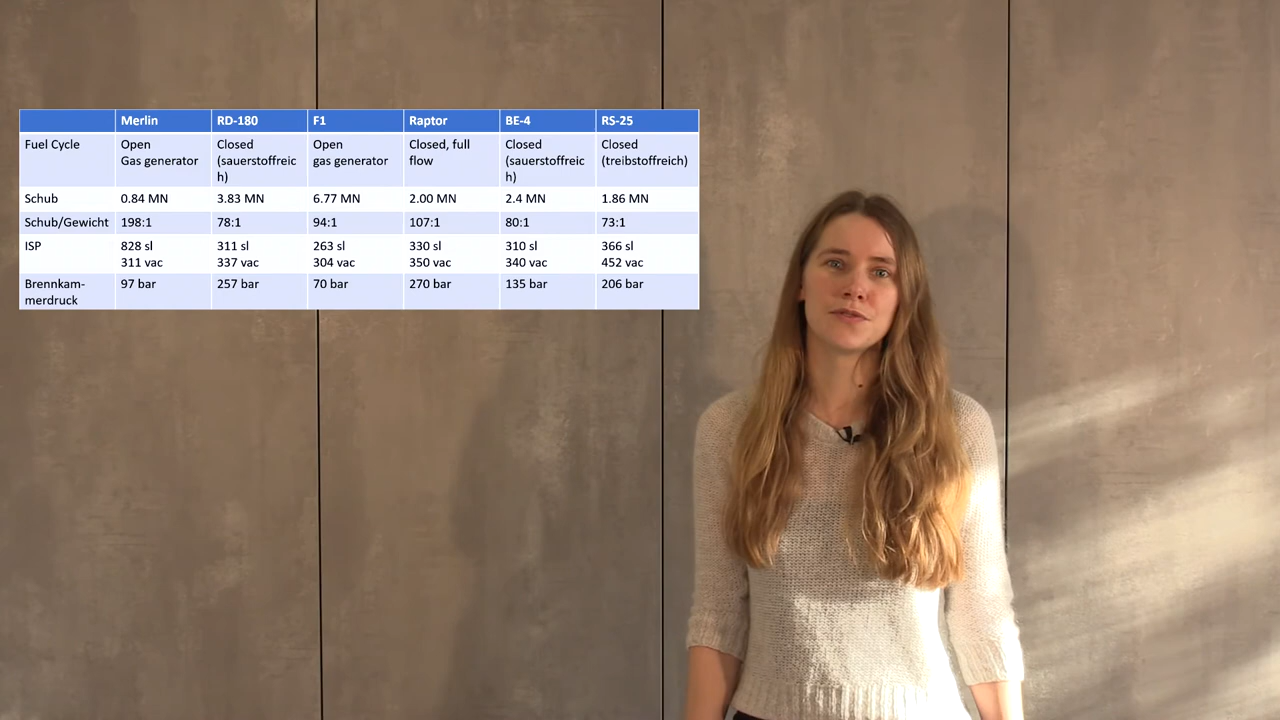 Merlin RD-180 F1 Raptor BE-4 RS-25
Fuel Cycle Open Closed Open Closed, full Closed Closed
Gas generator (sauerstoffreic gas generator flow (sauerstoffreic (treibstoffreich)
h) h)
Schub 0.84 MN 3.83 MN 6.77 MN 2.00 MN 2.4 MN 1.86 MN
Schub/Gewicht 198:1 78:1 94:1 107:1 80:1 73:1
ISP 828 sl 311 sl 263 sl 330 sl 310 sl 366 sl
311 vac 337 vac 304 vac 350 vac 340 vac 452 vac
Brennkam- 97 bar 257 bar 70 bar 270 bar 135 bar 206 bar
merdruck